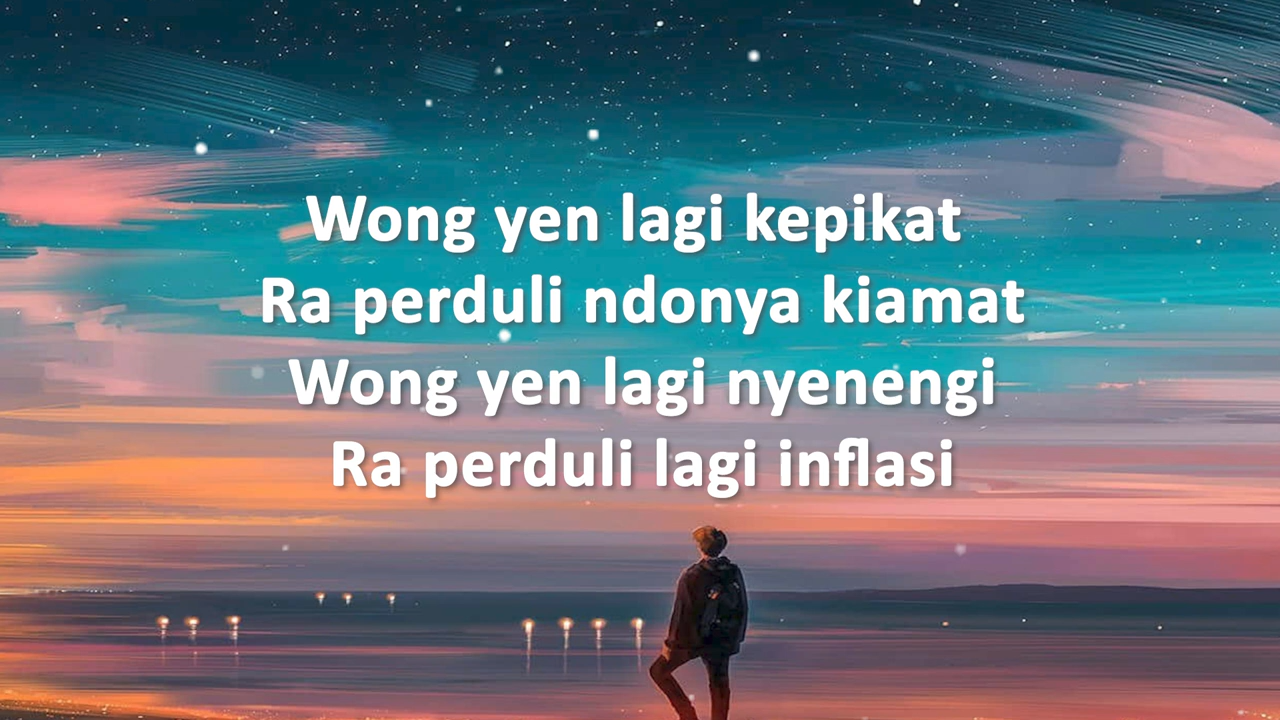 Wong yen lagi kepikat
Ra perduli ndonya kiamat
Wong yen lagi nyenengi
Ra perduli lagi inflasi